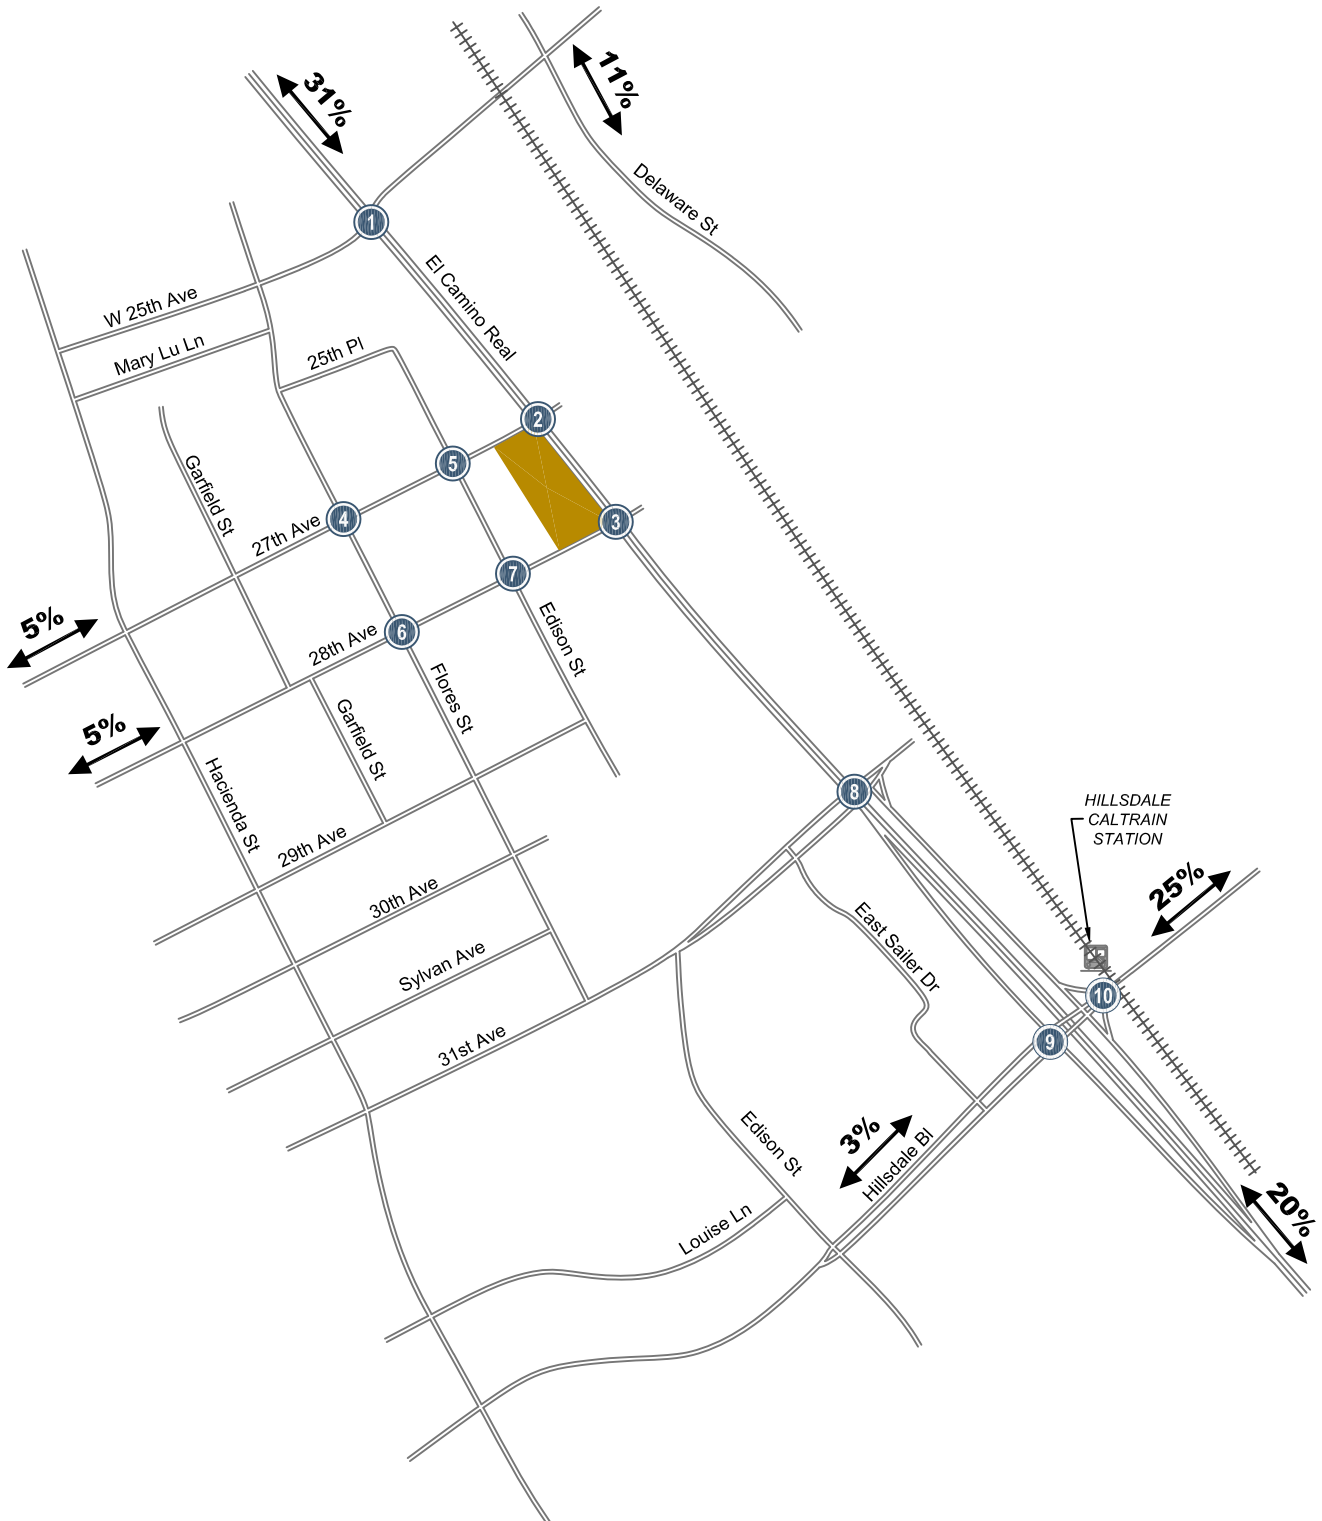 11%
31%
Delaware St
1
El Camino Real
W 25th Ave
Mary Lu Ln
25th Pl
2
5
Garfield St
4
3
27th Ave
7
5%
28th Ave
6
Edison St
Flores St
5%
Garfield St
Hacienda St
8
HILLSDALE
CALTRAIN
STATION
29th Ave
25%
30th Ave
East Sailer Dr
Sylvan Ave
10
31st Ave
9
3%
Edison St
Hillsdale Bl
20%
Louise Ln